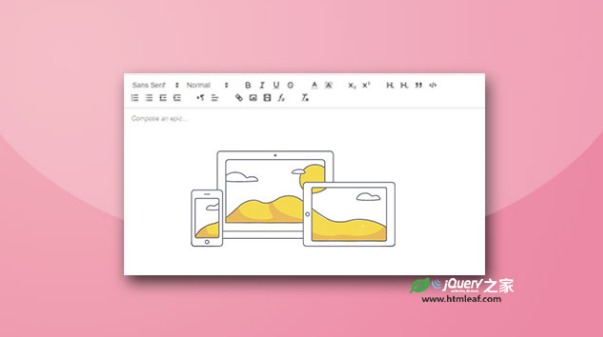 Sans Serif Normal B I U S A A X₂ X² H₁ H₂ ❞ </>
Compose an epic...
jQuery之家
www.htmleaf.com